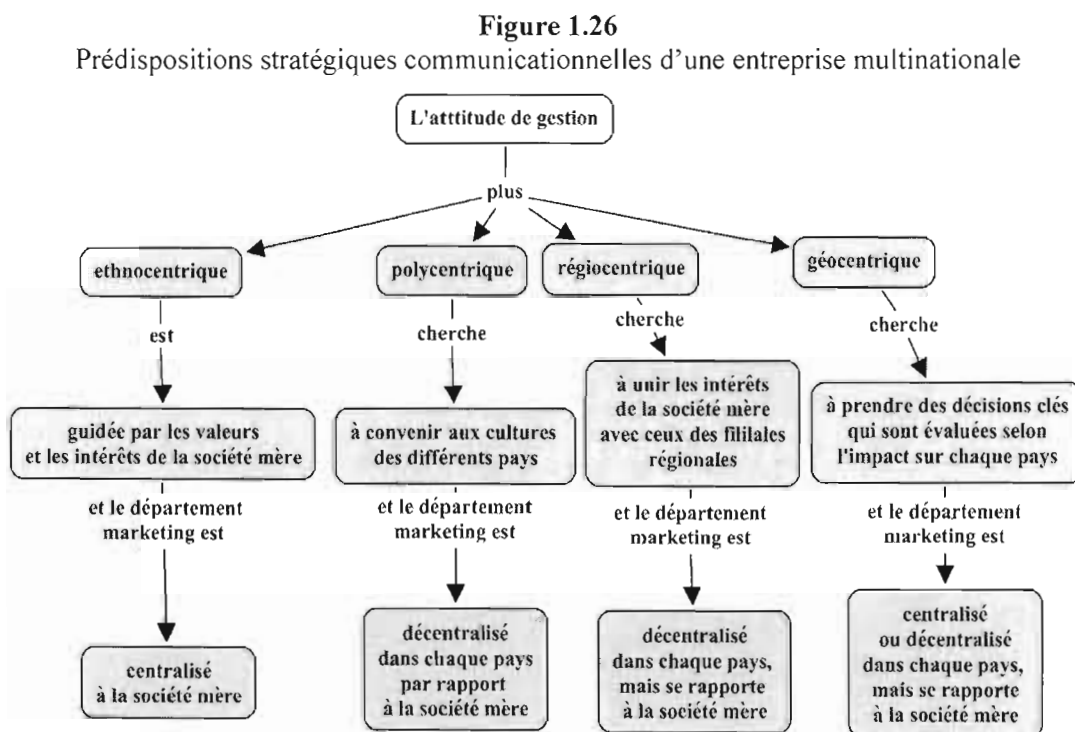 Figure 1.26
Prédispositions stratégiques communicationnelles d'une entreprise multinationale
L'atttitude de gestion
plus
ethnocentrique
polycentrique
régiocentrique
géocentrique
est
cherche
cherche
cherche
guidée par les valeurs
et les intérêts de la société mère
à convenir aux cultures
des différents pays
à unir les intérêts
de la société mère
avec ceux des fililales
régionales
à prendre des décisions clés
qui sont évaluées selon
l'impact sur chaque pays
et le département
marketing est
et le département
marketing est
et le département
marketing est
et le département
marketing est
centralisé
à la société mère
décentralisé
dans chaque pays
par rapport
à la société mère
décentralisé
dans chaque pays,
mais se rapporte
à la société mère
centralisé
ou décentralisé
dans chaque pays,
mais se rapporte
à la société mère